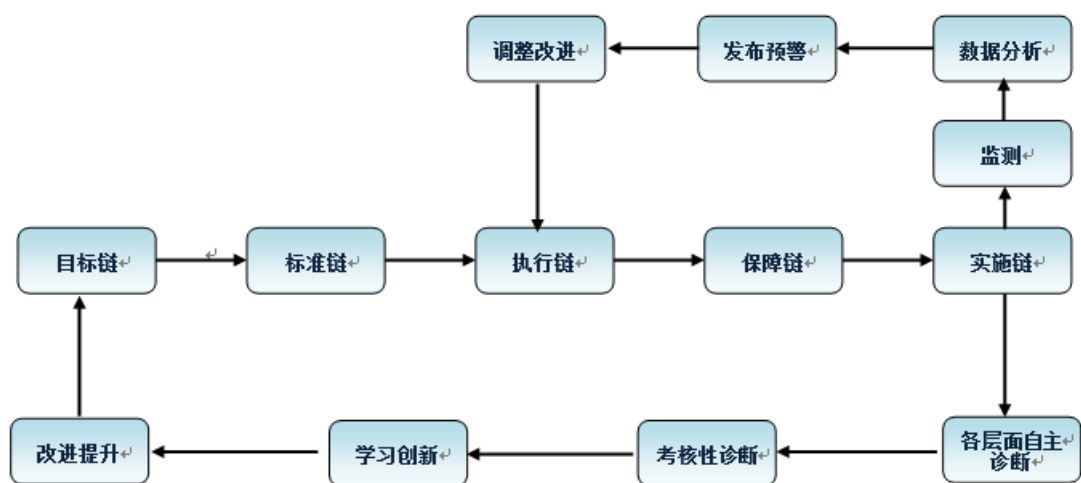 调整改进
发布预警
数据分析
监测
目标链
标准链
执行链
保障链
实施链
改进提升
学习创新
考核性诊断
各层面自主
诊断